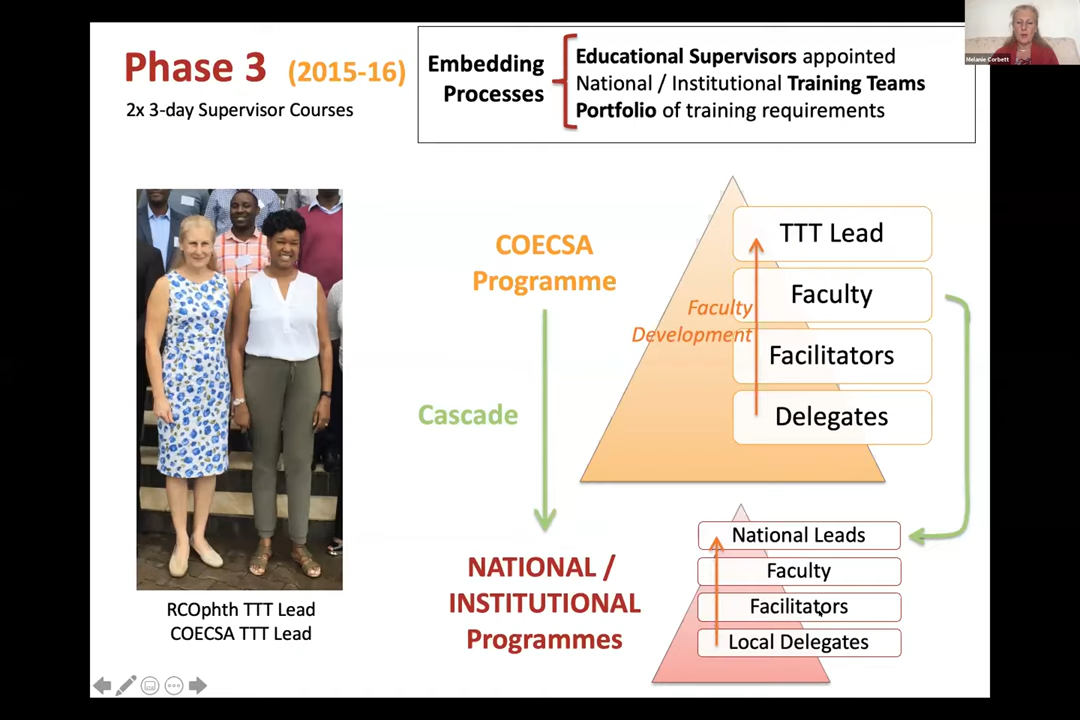 Phase 3 (2015-16)
2x 3-day Supervisor Courses
Embedding
Processes
Educational Supervisors appointed
National / Institutional Training Teams
Portfolio of training requirements
Melanie Corbett
COECSA
Programme
Cascade
NATIONAL /
INSTITUTIONAL
Programmes
Faculty
Development
TTT Lead
Faculty
Facilitators
Delegates
National Leads
Faculty
Facilitators
Local Delegates
RCOphth TTT Lead
COECSA TTT Lead